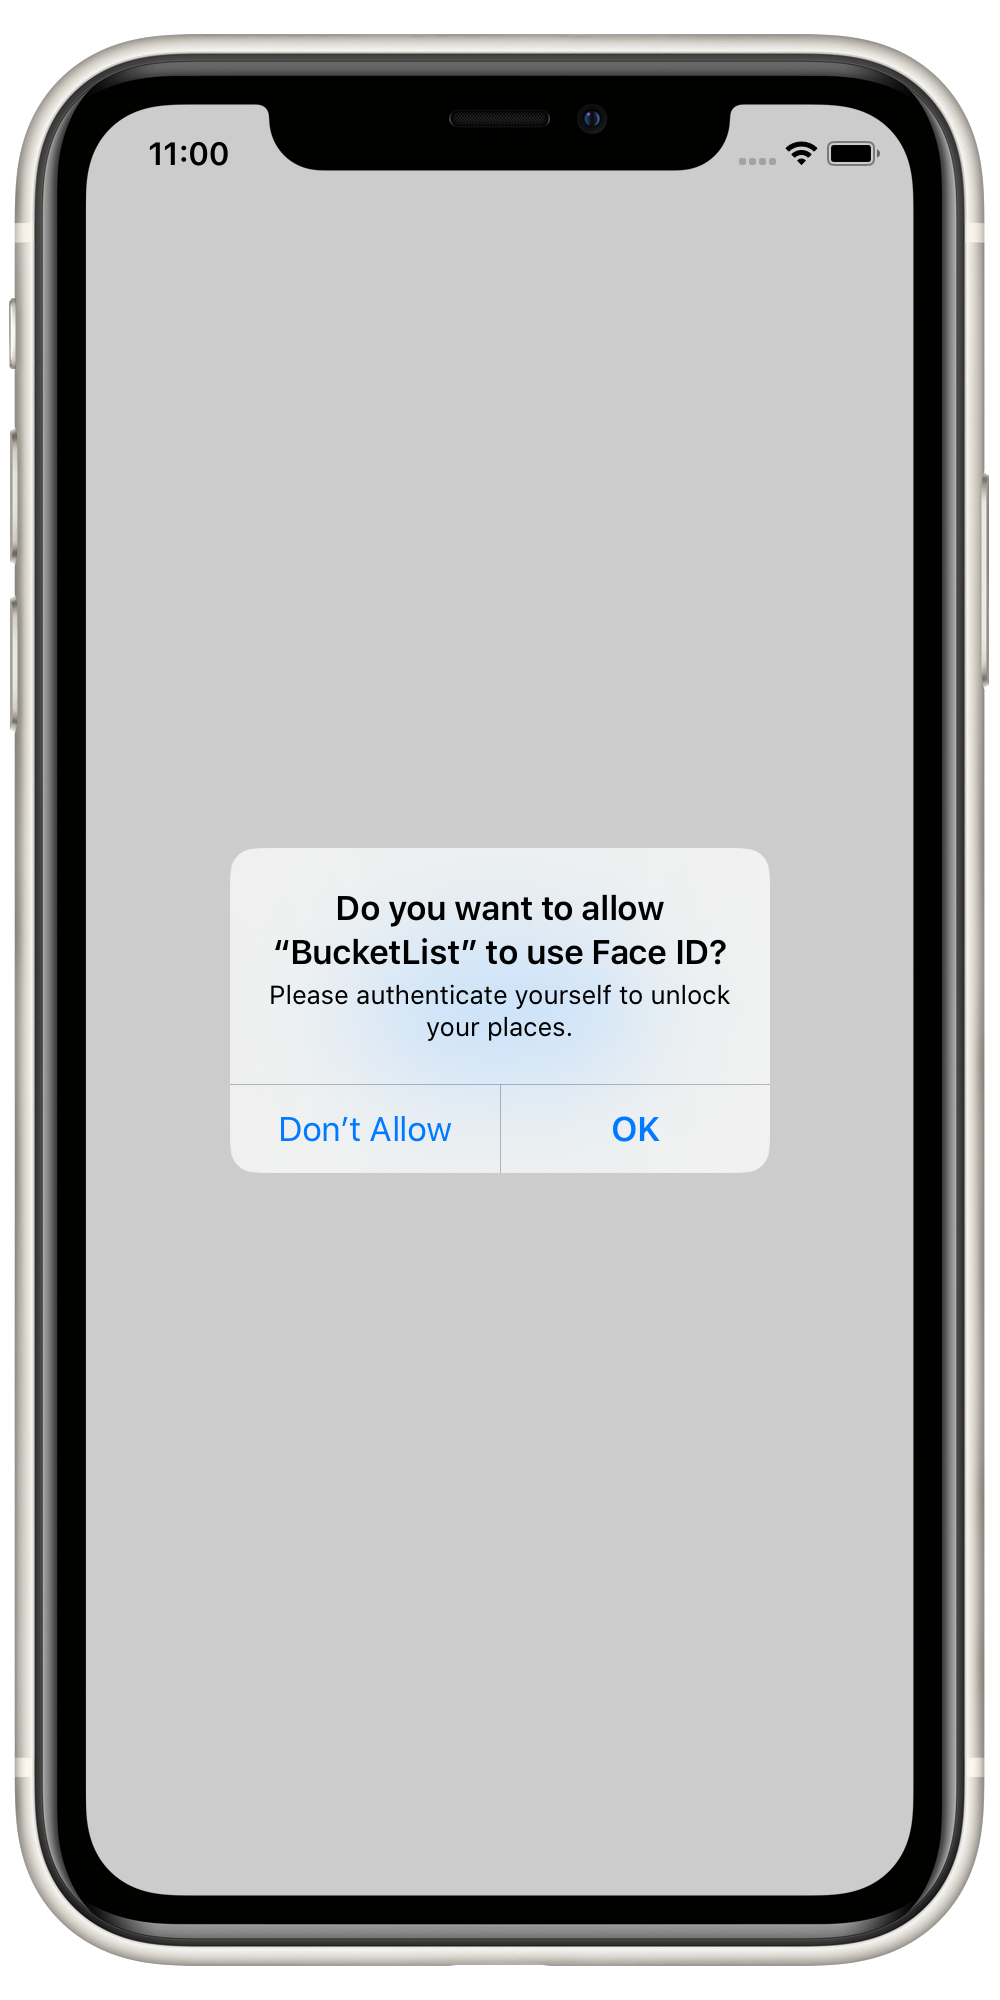 11:00
Do you want to allow
“BucketList” to use Face ID?
Please authenticate yourself to unlock
your places.
Don’t Allow
OK